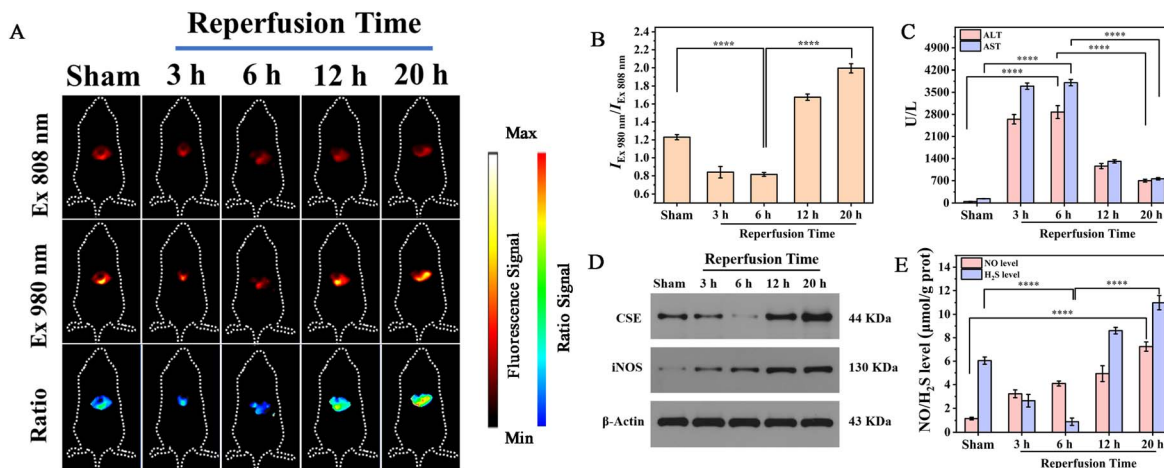 A
Reperfusion Time
Sham 3 h 6 h 12 h 20 h
Ex 808 nm
Ex 980 nm
Ratio
Max
Fluorescence Signal
Ratio Signal
Min
B
I Ex 980 nm/I Ex 808 nm
2.4
2.2
2.0
1.8
1.6
1.4
1.2
1.0
0.8
0.6
0.4
**** ****
Sham 3 h 6 h 12 h 20 h
Reperfusion Time
C
ALT
AST
U/L
4900
4200
3500
2800
2100
1400
700
0
****
****
****
****
Sham 3 h 6 h 12 h 20 h
Reperfusion Time
D
Reperfusion Time
Sham 3 h 6 h 12 h 20 h
CSE 44 KDa
iNOS 130 KDa
β-Actin 43 KDa
E
NO level
H₂S level
NO/H₂S level (μmol/g prot)
14
12
10
8
6
4
2
0
**** ****
****
Sham 3 h 6 h 12 h 20 h
Reperfusion Time